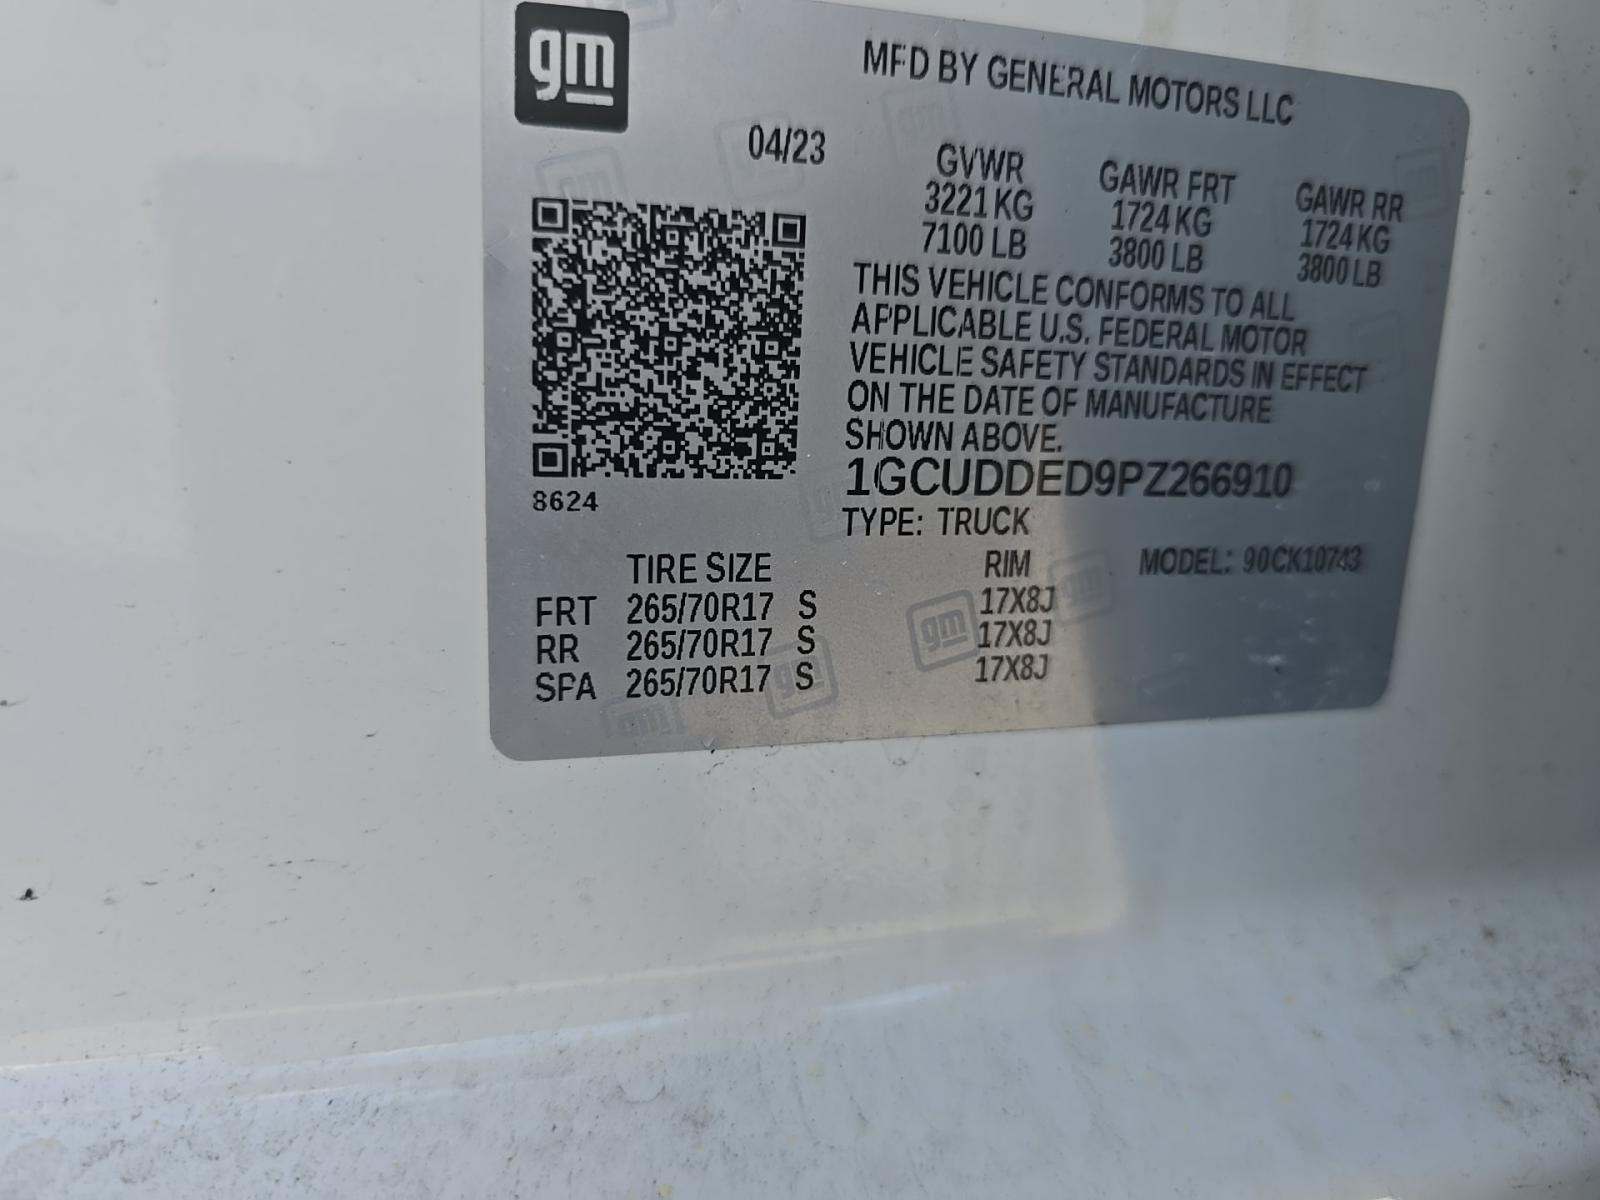 gm
MFD BY GENERAL MOTORS LLC
04/23
GVWR GAWR FRT GAWR RR
3221 KG 1724 KG 1724 KG
7100 LB 3800 LB 3800 LB
THIS VEHICLE CONFORMS TO ALL
APPLICABLE U.S. FEDERAL MOTOR
VEHICLE SAFETY STANDARDS IN EFFECT
ON THE DATE OF MANUFACTURE
SHOWN ABOVE.
1GCUDDED9PZ266910
8624
TYPE: TRUCK
TIRE SIZE RIM MODEL: 90CK10743
FRT 265/70R17 S 17X8J
RR 265/70R17 S 17X8J
SPA 265/70R17 S 17X8J